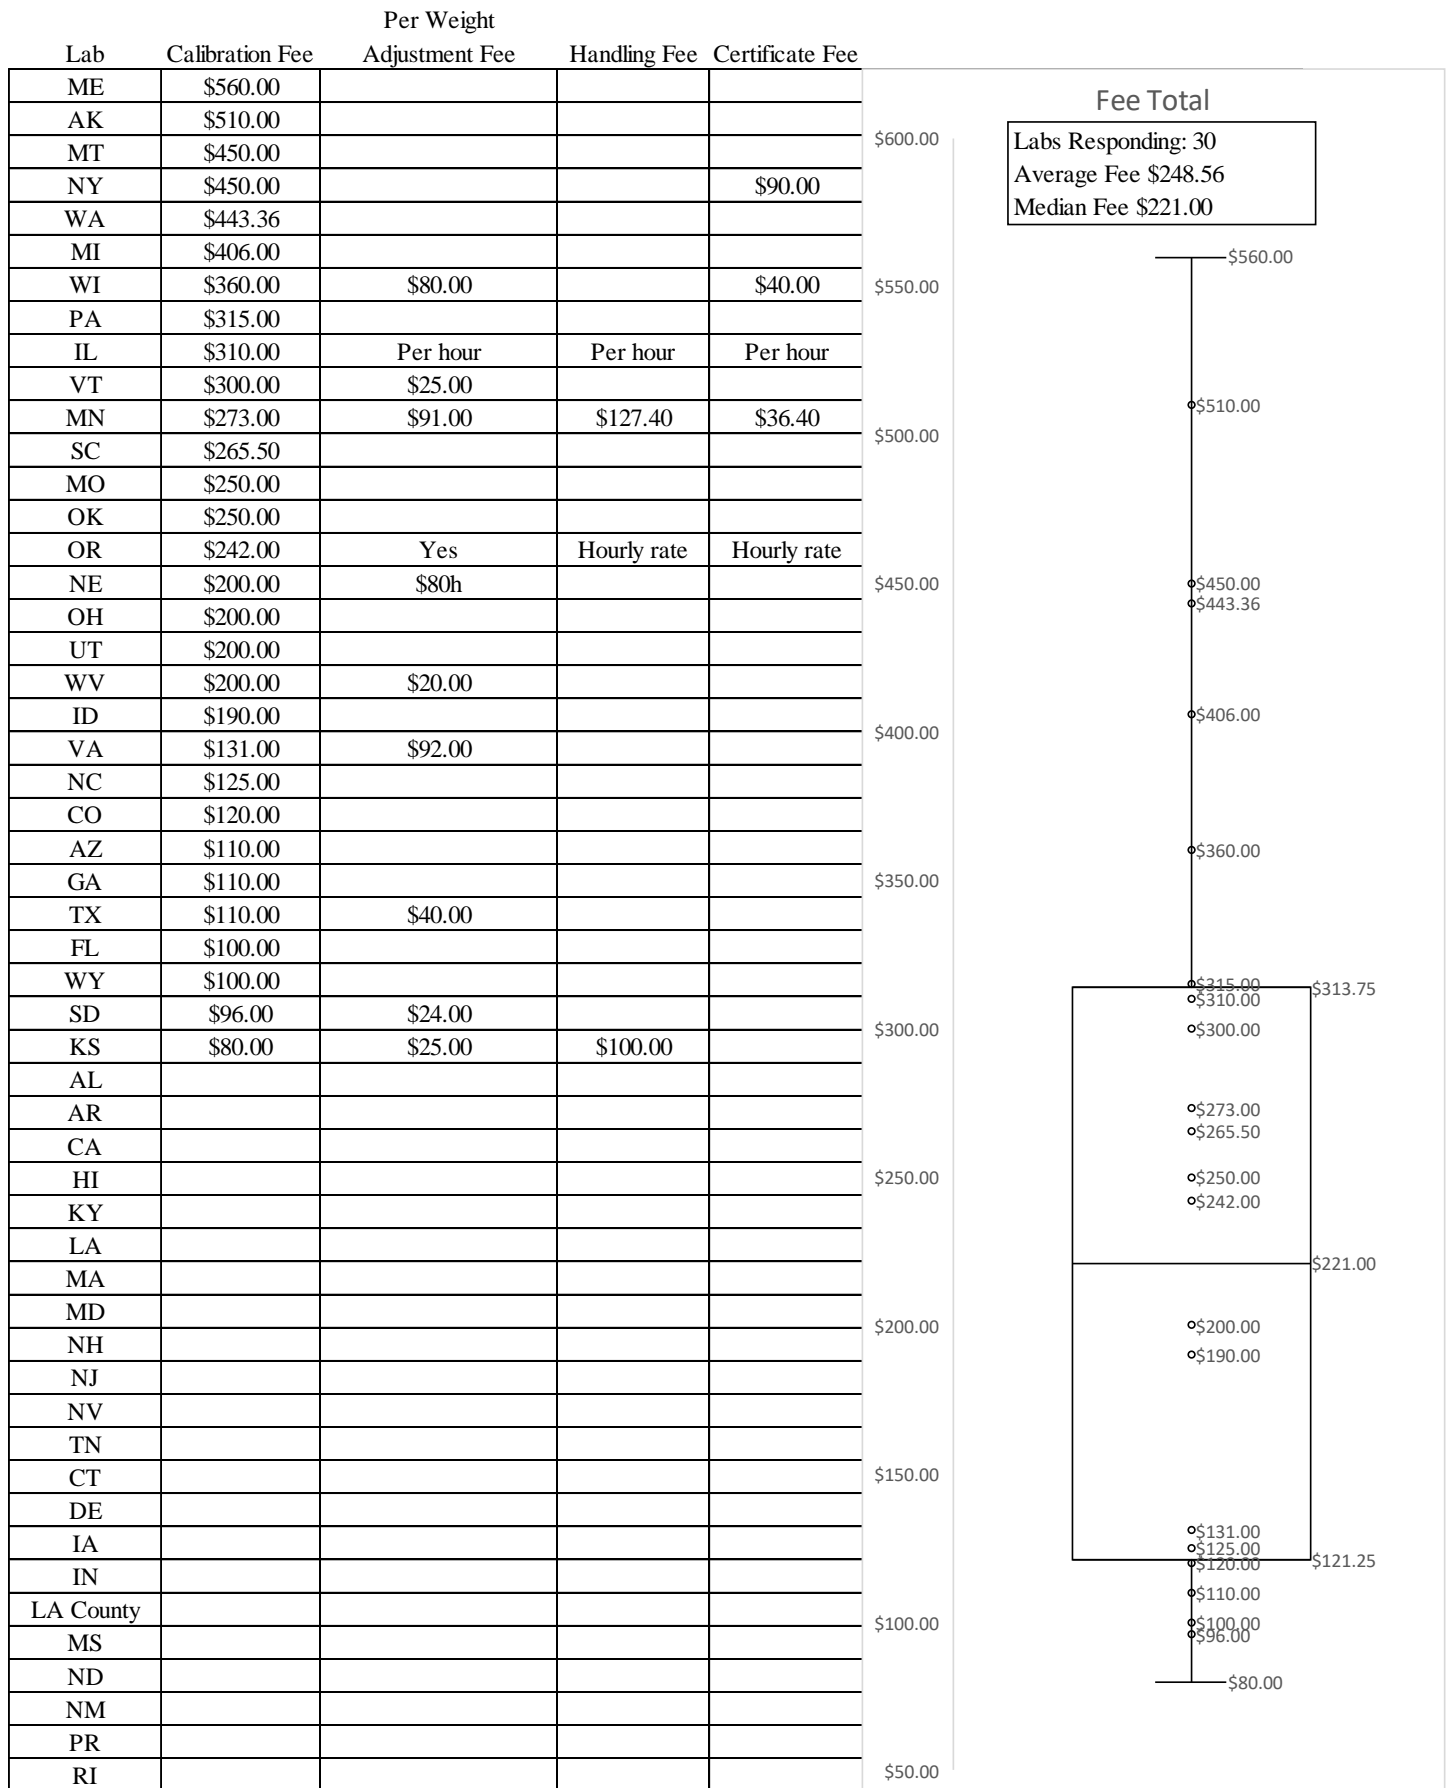 Per Weight
Lab Calibration Fee Adjustment Fee Handling Fee Certificate Fee
ME $560.00
AK $510.00
MT $450.00
NY $450.00 $90.00
WA $443.36
MI $406.00
WI $360.00 $80.00 $40.00
PA $315.00
IL $310.00 Per hour Per hour Per hour
VT $300.00 $25.00
MN $273.00 $91.00 $127.40 $36.40
SC $265.50
MO $250.00
OK $250.00
OR $242.00 Yes Hourly rate Hourly rate
NE $200.00 $80h
OH $200.00
UT $200.00
WV $200.00 $20.00
ID $190.00
VA $131.00 $92.00
NC $125.00
CO $120.00
AZ $110.00
GA $110.00
TX $110.00 $40.00
FL $100.00
WY $100.00
SD $96.00 $24.00
KS $80.00 $25.00 $100.00
AL
AR
CA
HI
KY
LA
MA
MD
NH
NJ
NV
TN
CT
DE
IA
IN
LA County
MS
ND
NM
PR
RI
Fee Total
Labs Responding: 30
Average Fee $248.56
Median Fee $221.00
$600.00
$550.00
$500.00
$450.00
$400.00
$350.00
$300.00
$250.00
$200.00
$150.00
$100.00
$50.00
$560.00
$510.00
$450.00
$443.36
$406.00
$360.00
$315.00
$313.75
$310.00
$300.00
$273.00
$265.50
$250.00
$242.00
$221.00
$200.00
$190.00
$131.00
$125.00
$121.25
$120.00
$110.00
$100.00
$96.00
$80.00